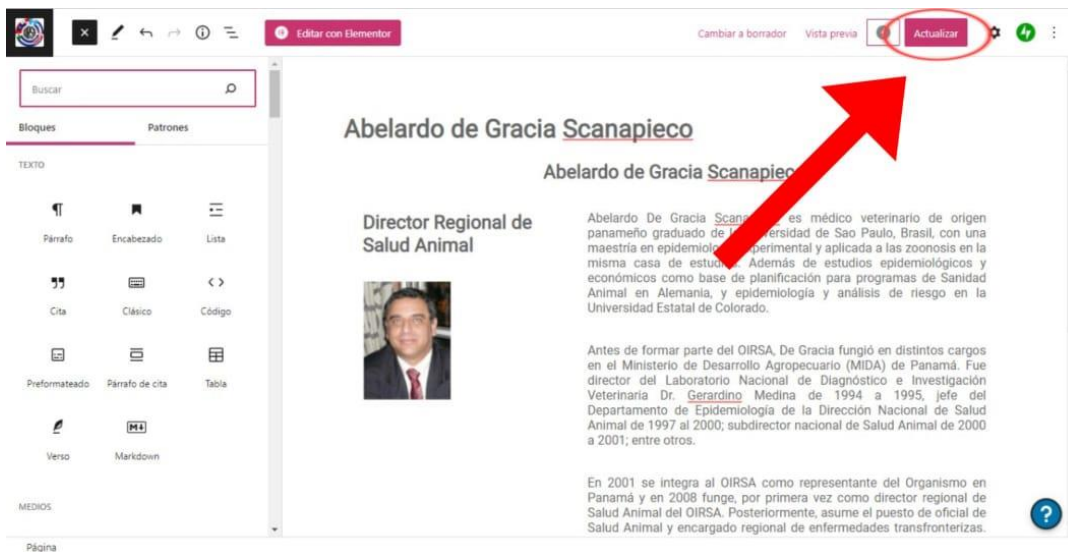 Editar con Elementor
Cambiar a borrador
Vista previa
Actualizar
Buscar
Bloques
Patrones
TEXTO
Párrafo
Encabezado
Lista
Cita
Clásico
Código
Preformateado
Párrafo de cita
Tabla
Verso
Markdown
MEDIOS
Página
Abelardo de Gracia Scanapieco
Abelardo de Gracia
Director Regional de
Salud Animal
Abelardo De Gracia es médico veterinario de origen
panameño graduado de la Universidad de Sao Paulo, Brasil, con una
maestría en epidemiología experimental y aplicada a las zoonosis en la
misma casa de estudios. Además de estudios epidemiológicos y
económicos como base de planificación para programas de Sanidad
Animal en Alemania, y epidemiología y análisis de riesgo en la
Universidad Estatal de Colorado.
Antes de formar parte del OIRSA, De Gracia fungió en distintos cargos
en el Ministerio de Desarrollo Agropecuario (MIDA) de Panamá. Fue
director del Laboratorio Nacional de Diagnóstico e Investigación
Veterinaria Dr. Gerardino Medina de 1994 a 1995, jefe del
Departamento de Epidemiología de la Dirección Nacional de Salud
Animal de 1997 al 2000; subdirector nacional de Salud Animal de 2000
a 2001; entre otros.
En 2001 se integra al OIRSA como representante del Organismo en
Panamá y en 2008 funge, por primera vez como director regional de
Salud Animal del OIRSA. Posteriormente, asume el puesto de oficial de
Salud Animal y encargado regional de enfermedades transfronterizas.